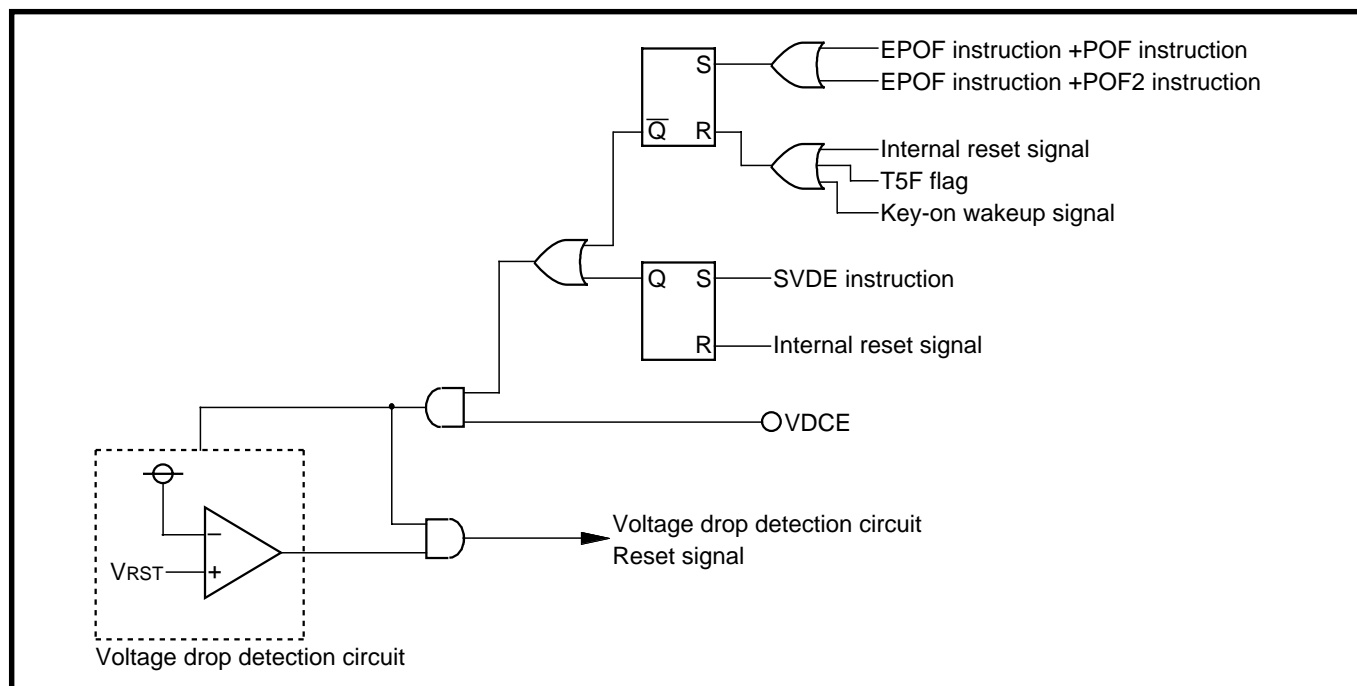 EPOF instruction +POF instruction
S
EPOF instruction +POF2 instruction
Q R
Internal reset signal
T5F flag
Key-on wakeup signal
Q S
SVDE instruction
R
Internal reset signal
VDCE
−
VRST
+
Voltage drop detection circuit
Reset signal
Voltage drop detection circuit